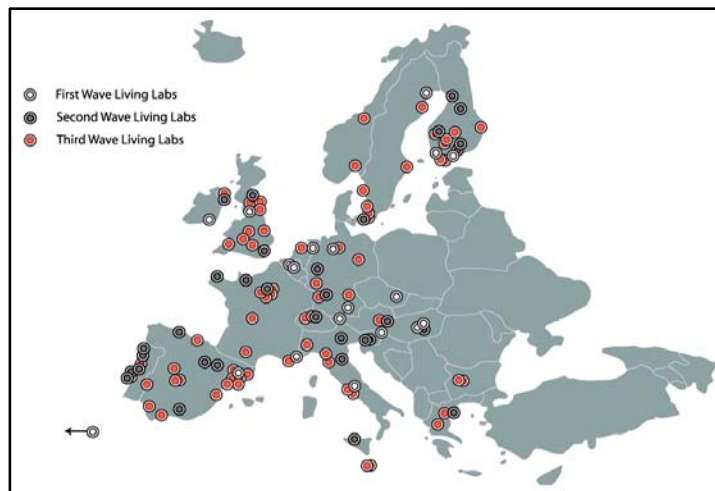 First Wave Living Labs
Second Wave Living Labs
Third Wave Living Labs